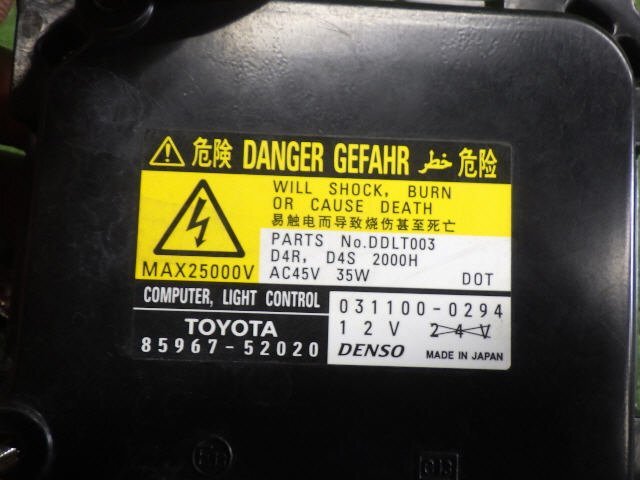 危険 DANGER GEFAHR خطر 危险
WILL SHOCK, BURN
OR CAUSE DEATH
易触电而导致烧伤甚至死亡
MAX25000V
PARTS No.DDLT003
D4R, D4S 2000H
AC45V 35W DOT
COMPUTER, LIGHT CONTROL
TOYOTA
85967-52020
031100-0294
12V 24V
DENSO MADE IN JAPAN